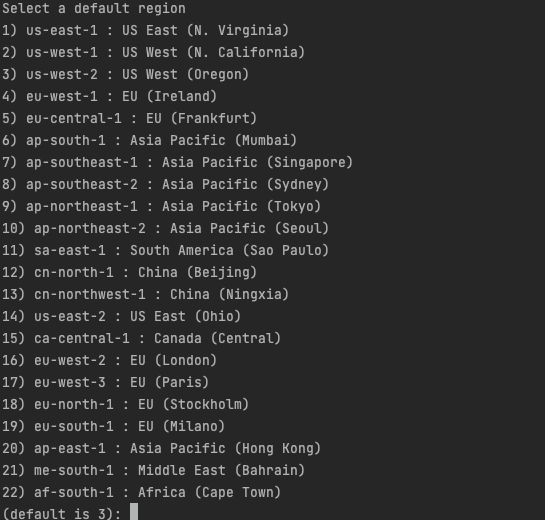 Select a default region
1) us-east-1 : US East (N. Virginia)
2) us-west-1 : US West (N. California)
3) us-west-2 : US West (Oregon)
4) eu-west-1 : EU (Ireland)
5) eu-central-1 : EU (Frankfurt)
6) ap-south-1 : Asia Pacific (Mumbai)
7) ap-southeast-1 : Asia Pacific (Singapore)
8) ap-southeast-2 : Asia Pacific (Sydney)
9) ap-northeast-1 : Asia Pacific (Tokyo)
10) ap-northeast-2 : Asia Pacific (Seoul)
11) sa-east-1 : South America (Sao Paulo)
12) cn-north-1 : China (Beijing)
13) cn-northwest-1 : China (Ningxia)
14) us-east-2 : US East (Ohio)
15) ca-central-1 : Canada (Central)
16) eu-west-2 : EU (London)
17) eu-west-3 : EU (Paris)
18) eu-north-1 : EU (Stockholm)
19) eu-south-1 : EU (Milano)
20) ap-east-1 : Asia Pacific (Hong Kong)
21) me-south-1 : Middle East (Bahrain)
22) af-south-1 : Africa (Cape Town)
(default is 3):